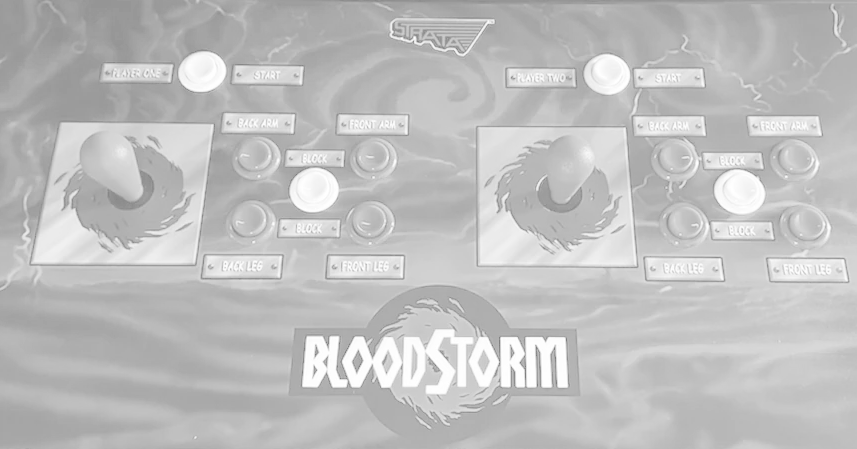 STRATA
PLAYER ONE
START
PLAYER TWO
START
BACK ARM
FRONT ARM
BLOCK
BLOCK
BACK LEG
FRONT LEG
BACK ARM
FRONT ARM
BLOCK
BLOCK
BACK LEG
FRONT LEG
BLOODSTORM